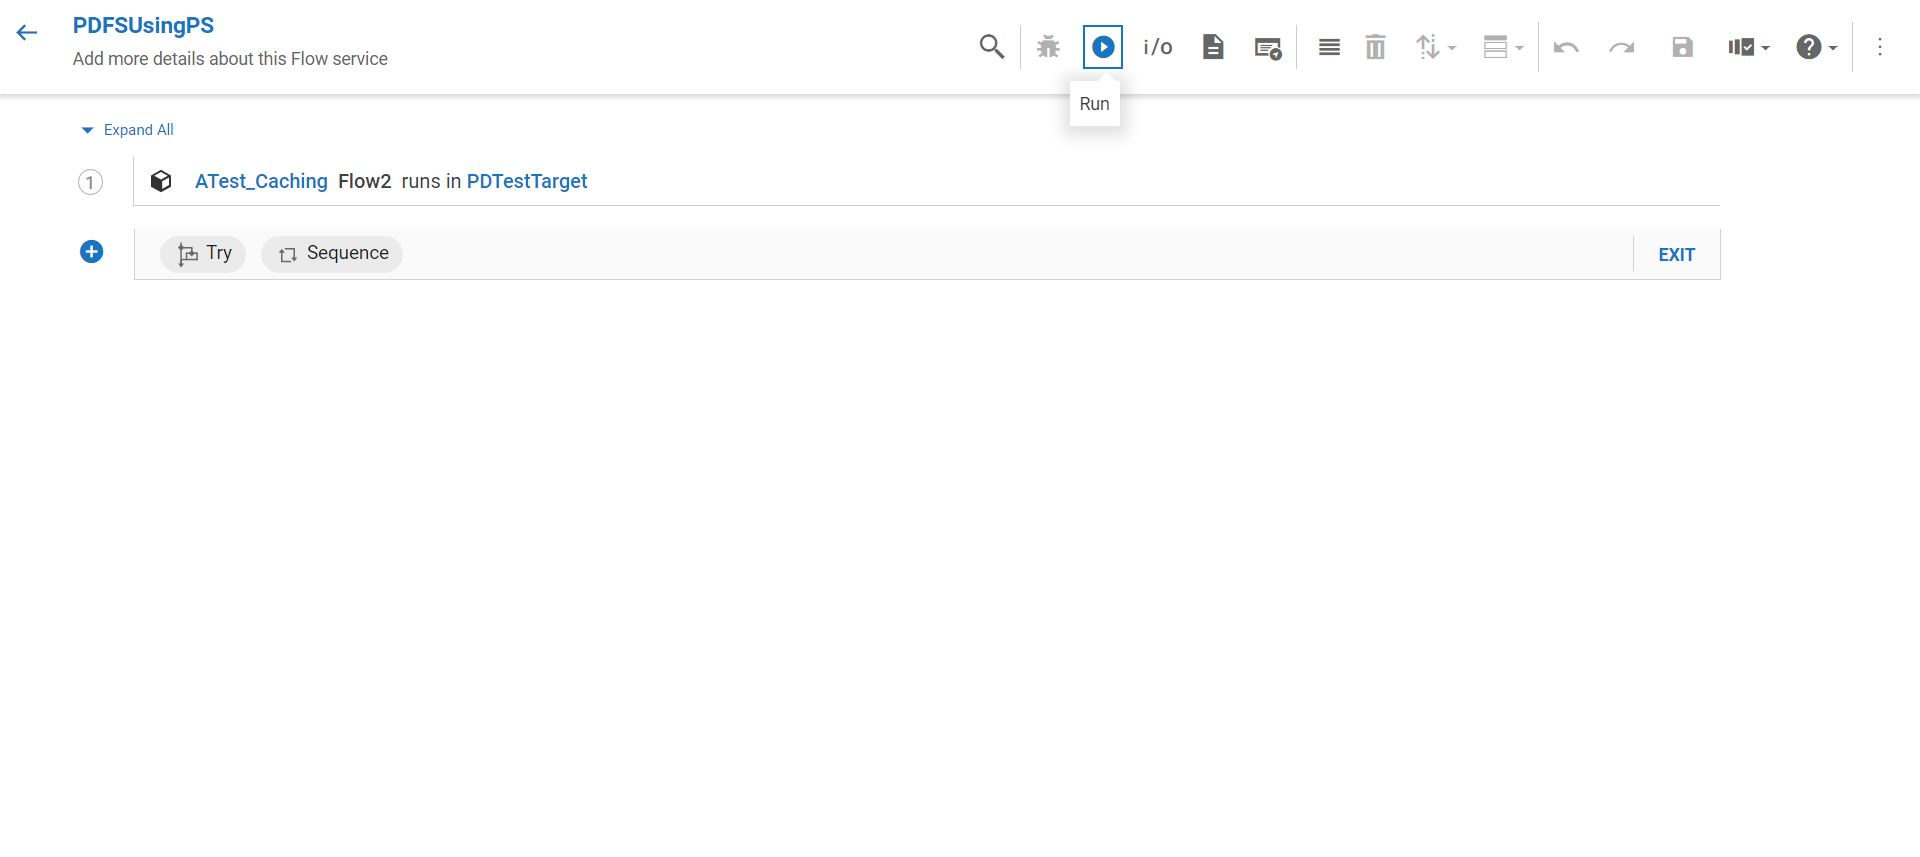 PDFSUsingPS
Add more details about this Flow service
i/o
Run
Expand All
1 ATest_Caching Flow2 runs in PDTestTarget
Try Sequence EXIT